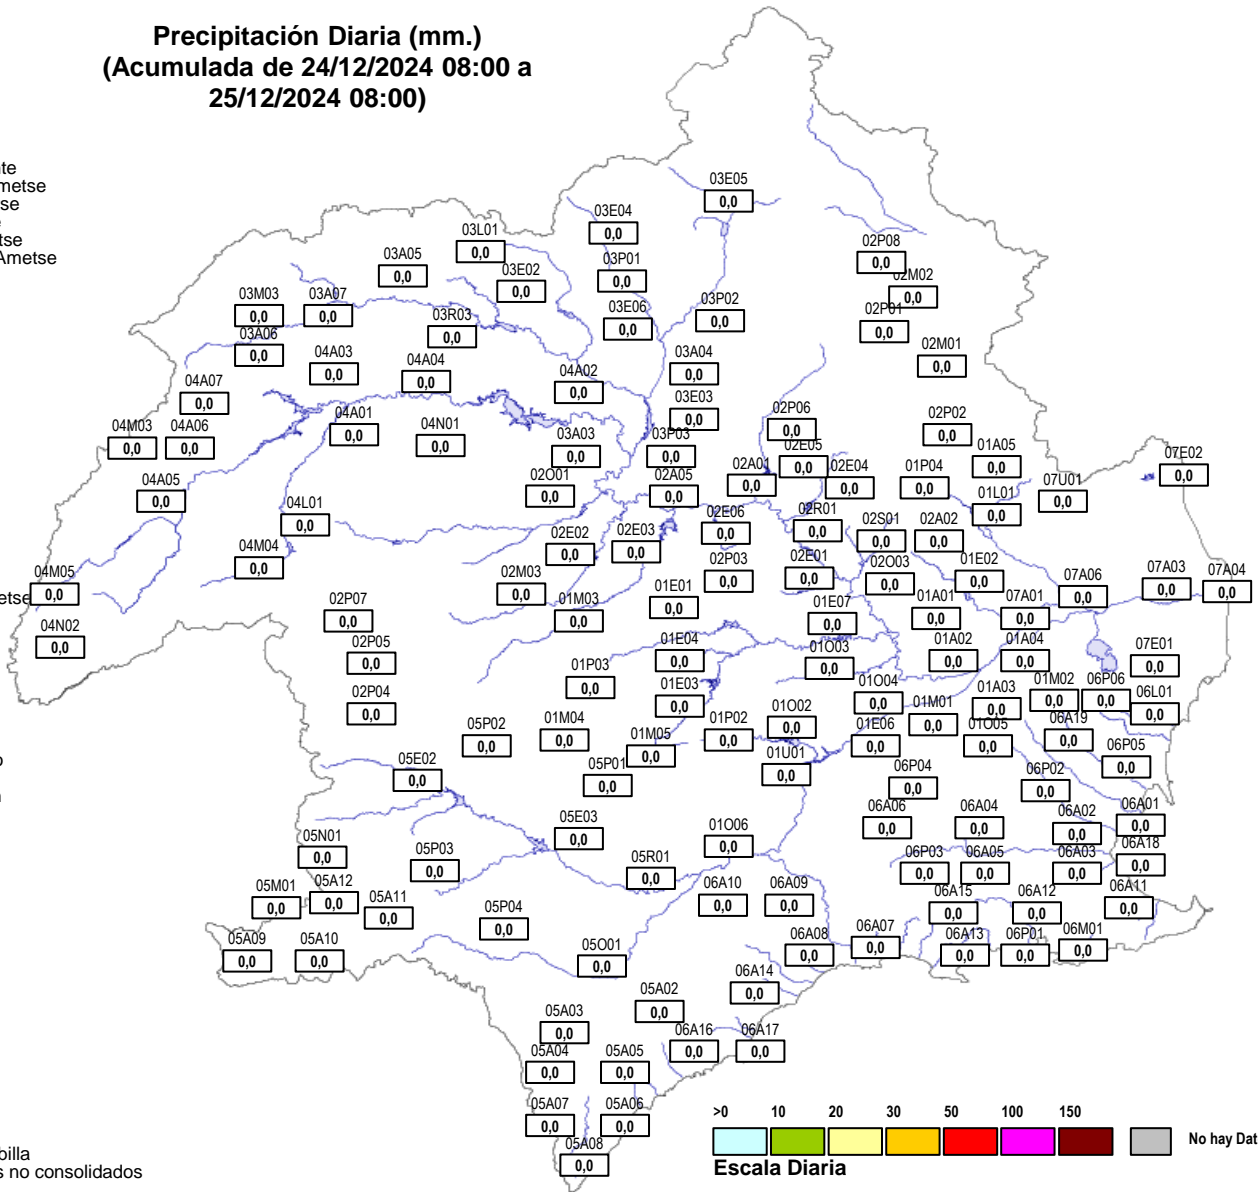 Precipitación Diaria (mm.)
(Acumulada de 24/12/2024 08:00 a
25/12/2024 08:00)
03E05
0,0
03E04
0,0
03L01
0,0
02P08
0,0
03A05
0,0
03P01
0,0
03E02
0,0
02M02
0,0
03M03
0,0
03A07
0,0
03P02
0,0
03E06
0,0
02P01
0,0
03R03
0,0
03A06
0,0
02M01
0,0
04A03
0,0
03A04
0,0
04A04
0,0
04A02
0,0
04A07
0,0
03E03
0,0
02P06
0,0
04A01
0,0
02P02
0,0
04M03
0,0
04A06
0,0
04N01
0,0
03A03
0,0
03P03
0,0
02E05
0,0
01A05
0,0
07E02
0,0
02A01
0,0
02E04
0,0
01P04
0,0
04A05
0,0
02O01
0,0
02A05
0,0
07U01
0,0
01L01
0,0
04L01
0,0
02R01
0,0
02E06
0,0
02S01
0,0
02A02
0,0
02E02
0,0
02E03
0,0
04M04
0,0
02P03
0,0
02E01
0,0
02O03
0,0
01E02
0,0
07A03
0,0
07A04
0,0
04M05
0,0
02M03
0,0
07A06
0,0
01E01
0,0
02P07
0,0
01M03
0,0
01E07
0,0
01A01
0,0
07A01
0,0
04N02
0,0
02P05
0,0
01E04
0,0
01O03
0,0
01A02
0,0
01A04
0,0
07E01
0,0
01P03
0,0
01E03
0,0
01O04
0,0
01M02
0,0
06P06
0,0
01A03
0,0
06L01
0,0
02P04
0,0
01O02
0,0
01M01
0,0
05P02
0,0
01M04
0,0
01P02
0,0
01E06
0,0
01O05
0,0
06A19
0,0
01M05
0,0
01U01
0,0
06P05
0,0
05E02
0,0
05P01
0,0
06P04
0,0
06P02
0,0
05E03
0,0
01O06
0,0
06A06
0,0
06A04
0,0
06A02
0,0
06A01
0,0
05N01
0,0
05P03
0,0
05R01
0,0
06P03
0,0
06A05
0,0
06A03
0,0
06A18
0,0
05M01
0,0
05A12
0,0
05A11
0,0
06A10
0,0
06A09
0,0
06A15
0,0
06A12
0,0
06A11
0,0
05P04
0,0
05A09
0,0
05A10
0,0
05O01
0,0
06A08
0,0
06A07
0,0
06A13
0,0
06P01
0,0
06M01
0,0
06A14
0,0
05A02
0,0
05A03
0,0
06A16
0,0
06A17
0,0
05A04
0,0
05A05
0,0
05A07
0,0
05A06
0,0
05A08
0,0
>0 10 20 30 50 100 150
No hay Dat
Escala Diaria
s no consolidados